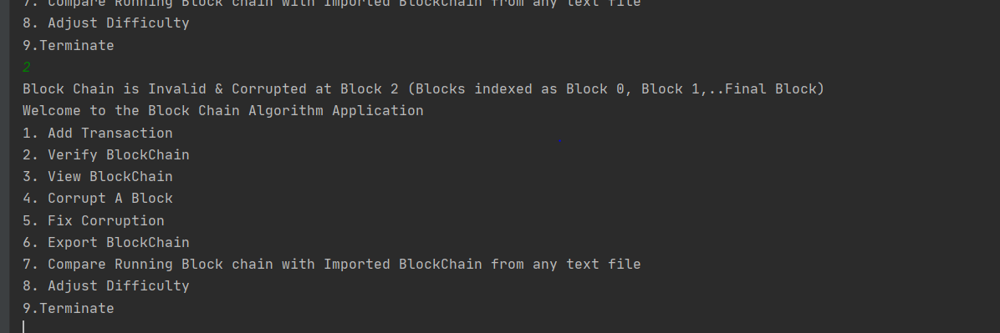 7. Compare Running Block chain with Imported BlockChain from any text file
8. Adjust Difficulty
9.Terminate
2
Block Chain is Invalid & Corrupted at Block 2 (Blocks indexed as Block 0, Block 1,..Final Block)
Welcome to the Block Chain Algorithm Application
1. Add Transaction
2. Verify BlockChain
3. View BlockChain
4. Corrupt A Block
5. Fix Corruption
6. Export BlockChain
7. Compare Running Block chain with Imported BlockChain from any text file
8. Adjust Difficulty
9.Terminate